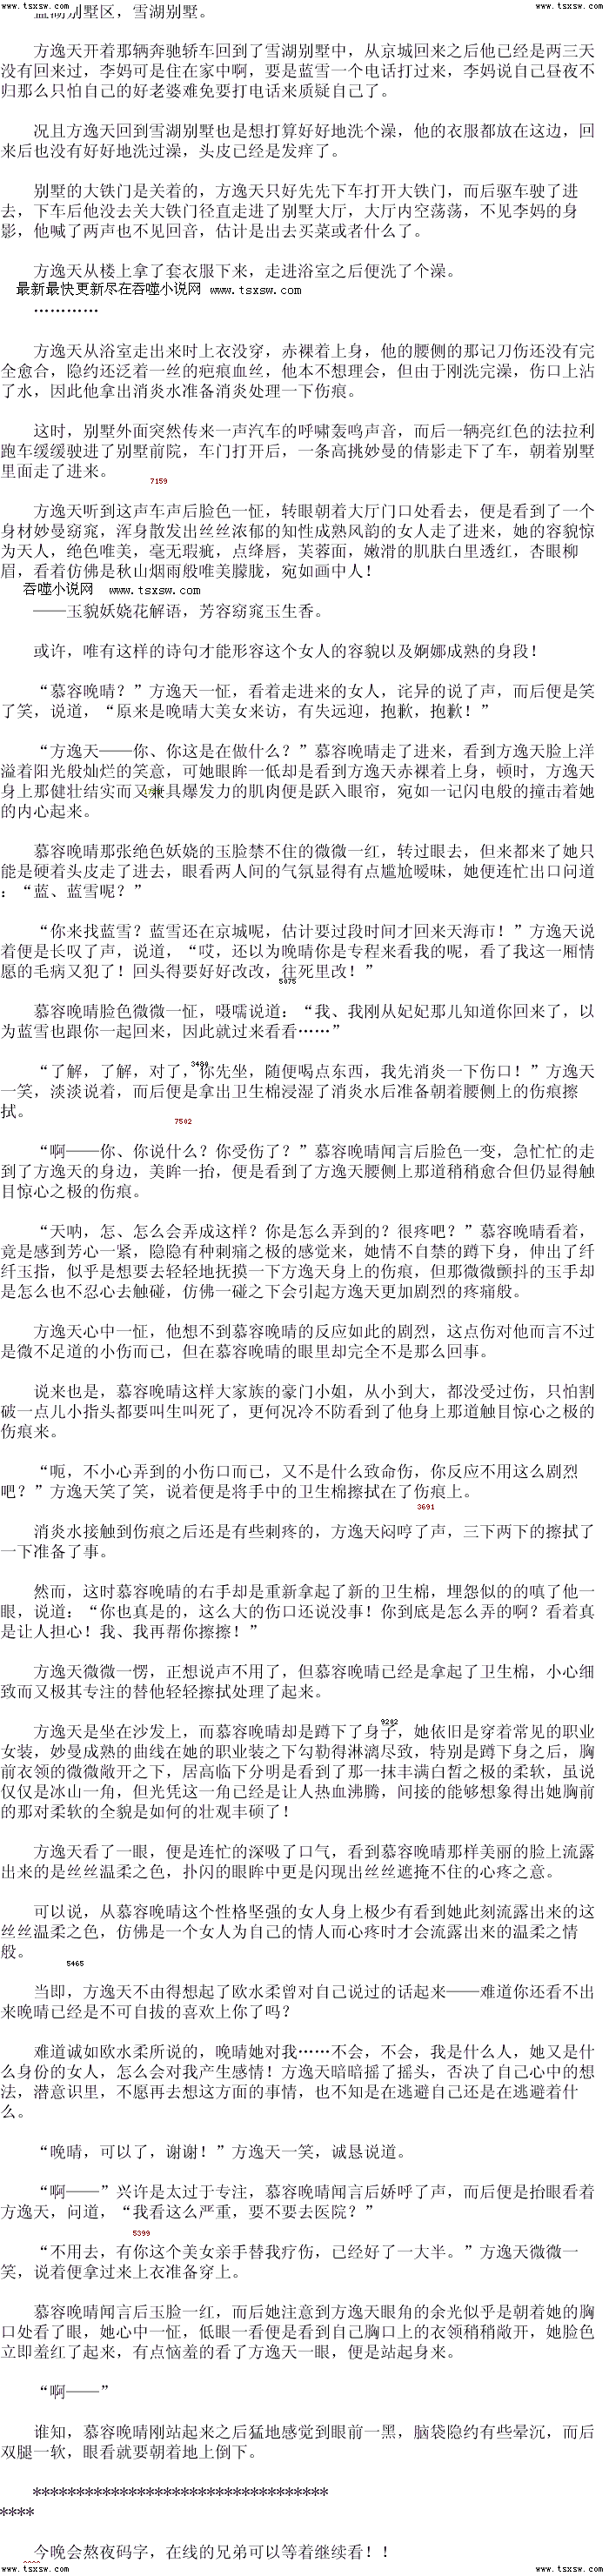 www.tsxsw.com www.tsxsw.com
蓝湖别墅区，雪湖别墅。
方逸天开着那辆奔驰轿车回到了雪湖别墅中，从京城回来之后他已经是两三天
没有回来过，李妈可是住在家中啊，要是蓝雪一个电话打过来，李妈说自己昼夜不
归那么只怕自己的好老婆难免要打电话来质疑自己了。
况且方逸天回到雪湖别墅也是想打算好好地洗个澡，他的衣服都放在这边，回
来后也没有好好地洗过澡，头皮已经是发痒了。
别墅的大铁门是关着的，方逸天只好先先下车打开大铁门，而后驱车驶了进
去，下车后他没去关大铁门径直走进了别墅大厅，大厅内空荡荡，不见李妈的身
影，他喊了两声也不见回音，估计是出去买菜或者什么了。
方逸天从楼上拿了套衣服下来，走进浴室之后便洗了个澡。
最新最快更新尽在吞噬小说网 www.tsxsw.com
…………
方逸天从浴室走出来时上衣没穿，赤裸着上身，他的腰侧的那记刀伤还没有完
全愈合，隐约还泛着一丝的疤痕血丝，他本不想理会，但由于刚洗完澡，伤口上沾
了水，因此他拿出消炎水准备消炎处理一下伤痕。
这时，别墅外面突然传来一声汽车的呼啸轰鸣声音，而后一辆亮红色的法拉利
跑车缓缓驶进了别墅前院，车门打开后，一条高挑妙曼的倩影走下了车，朝着别墅
里面走了进来。
7159
方逸天听到这声车声后脸色一怔，转眼朝着大厅门口处看去，便是看到了一个
身材妙曼窈窕，浑身散发出丝丝浓郁的知性成熟风韵的女人走了进来，她的容貌惊
为天人，绝色唯美，毫无瑕疵，点绛唇，芙蓉面，嫩滑的肌肤白里透红，杏眼柳
眉，看着仿佛是秋山烟雨般唯美朦胧，宛如画中人！
吞噬小说网 www.tsxsw.com
——玉貌妖娆花解语，芳容窈窕玉生香。
或许，唯有这样的诗句才能形容这个女人的容貌以及婀娜成熟的身段！
“慕容晚晴？”方逸天一怔，看着走进来的女人，诧异的说了声，而后便是笑
了笑，说道，“原来是晚晴大美女来访，有失远迎，抱歉，抱歉！”
“方逸天——你、你这是在做什么？”慕容晚晴走了进来，看到方逸天脸上洋
溢着阳光般灿烂的笑意，可她眼眸一低却是看到方逸天赤裸着上身，顿时，方逸天
身上那健壮结实而又兼具爆发力的肌肉便是跃入眼帘，宛如一记闪电般的撞击着她
的内心起来。
慕容晚晴那张绝色妖娆的玉脸禁不住的微微一红，转过眼去，但来都来了她只
能是硬着头皮走了进去，眼看两人间的气氛显得有点尴尬暧昧，她便连忙出口问道
：“蓝、蓝雪呢？”
“你来找蓝雪？蓝雪还在京城呢，估计要过段时间才回来天海市！”方逸天说
着便是长叹了声，说道，“哎，还以为晚晴你是专程来看我的呢，看了我这一厢情
愿的毛病又犯了！回头得要好好改改，往死里改！”
5075
慕容晚晴脸色微微一怔，嗫嚅说道：“我、我刚从妃妃那儿知道你回来了，以
为蓝雪也跟你一起回来，因此就过来看看……”
3480
“了解，了解，对了，你先坐，随便喝点东西，我先消炎一下伤口！”方逸天
一笑，淡淡说着，而后便是拿出卫生棉浸湿了消炎水后准备朝着腰侧上的伤痕擦
拭。
7502
“啊——你、你说什么？你受伤了？”慕容晚晴闻言后脸色一变，急忙忙的走
到了方逸天的身边，美眸一抬，便是看到了方逸天腰侧上那道稍稍愈合但仍显得触
目惊心之极的伤痕。
“天呐，怎、怎么会弄成这样？你是怎么弄到的？很疼吧？”慕容晚晴看着，
竟是感到芳心一紧，隐隐有种刺痛之极的感觉来，她情不自禁的蹲下身，伸出了纤
纤玉指，似乎是想要去轻轻地抚摸一下方逸天身上的伤痕，但那微微颤抖的玉手却
是怎么也不忍心去触碰，仿佛一碰之下会引起方逸天更加剧烈的疼痛般。
方逸天心中一怔，他想不到慕容晚晴的反应如此的剧烈，这点伤对他而言不过
是微不足道的小伤而已，但在慕容晚晴的眼里却完全不是那么回事。
说来也是，慕容晚晴这样大家族的豪门小姐，从小到大，都没受过伤，只怕割
破一点儿小指头都要叫生叫死了，更何况冷不防看到了他身上那道触目惊心之极的
伤痕来。
“呃，不小心弄到的小伤口而已，又不是什么致命伤，你反应不用这么剧烈
吧？”方逸天笑了笑，说着便是将手中的卫生棉擦拭在了伤痕上。
3691
消炎水接触到伤痕之后还是有些刺疼的，方逸天闷哼了声，三下两下的擦拭了
一下准备了事。
然而，这时慕容晚晴的右手却是重新拿起了新的卫生棉，埋怨似的的嗔了他一
眼，说道：“你也真是的，这么大的伤口还说没事！你到底是怎么弄的啊？看着真
是让人担心！我、我再帮你擦擦！”
方逸天微微一愣，正想说声不用了，但慕容晚晴已经是拿起了卫生棉，小心细
致而又极其专注的替他轻轻擦拭处理了起来。
9202
方逸天是坐在沙发上，而慕容晚晴却是蹲下了身子，她依旧是穿着常见的职业
女装，妙曼成熟的曲线在她的职业装之下勾勒得淋漓尽致，特别是蹲下身之后，胸
前衣领的微微敞开之下，居高临下分明是看到了那一抹丰满白皙之极的柔软，虽说
仅仅是冰山一角，但光凭这一角已经是让人热血沸腾，间接的能够想象得出她胸前
的那对柔软的全貌是如何的壮观丰硕了！
方逸天看了一眼，便是连忙的深吸了口气，看到慕容晚晴那样美丽的脸上流露
出来的是丝丝温柔之色，扑闪的眼眸中更是闪现出丝丝遮掩不住的心疼之意。
可以说，从慕容晚晴这个性格坚强的女人身上极少有看到她此刻流露出来的这
丝丝温柔之色，仿佛是一个女人为自己的情人而心疼时才会流露出来的温柔之情
般。
5465
当即，方逸天不由得想起了欧水柔曾对自己说过的话起来——难道你还看不出
来晚晴已经是不可自拔的喜欢上你了吗？
难道诚如欧水柔所说的，晚晴她对我……不会，不会，我是什么人，她又是什
么身份的女人，怎么会对我产生感情！方逸天暗暗摇了摇头，否决了自己心中的想
法，潜意识里，不愿再去想这方面的事情，也不知是在逃避自己还是在逃避着什
么。
“晚晴，可以了，谢谢！”方逸天一笑，诚恳说道。
“啊——”兴许是太过于专注，慕容晚晴闻言后娇呼了声，而后便是抬眼看着
方逸天，问道，“我看这么严重，要不要去医院？”
5399
“不用去，有你这个美女亲手替我疗伤，已经好了一大半。”方逸天微微一
笑，说着便拿过来上衣准备穿上。
慕容晚晴闻言后玉脸一红，而后她注意到方逸天眼角的余光似乎是朝着她的胸
口处看了眼，她心中一怔，低眼一看便是看到自己胸口上的衣领稍稍敞开，她脸色
立即羞红了起来，有点恼羞的看了方逸天一眼，便是站起身来。
“啊——”
谁知，慕容晚晴刚站起来之后猛地感觉到眼前一黑，脑袋隐约有些晕沉，而后
双腿一软，眼看就要朝着地上倒下。
**********************************
****
今晚会熬夜码字，在线的兄弟可以等着继续看！！
www.tsxsw.com www.tsxsw.com